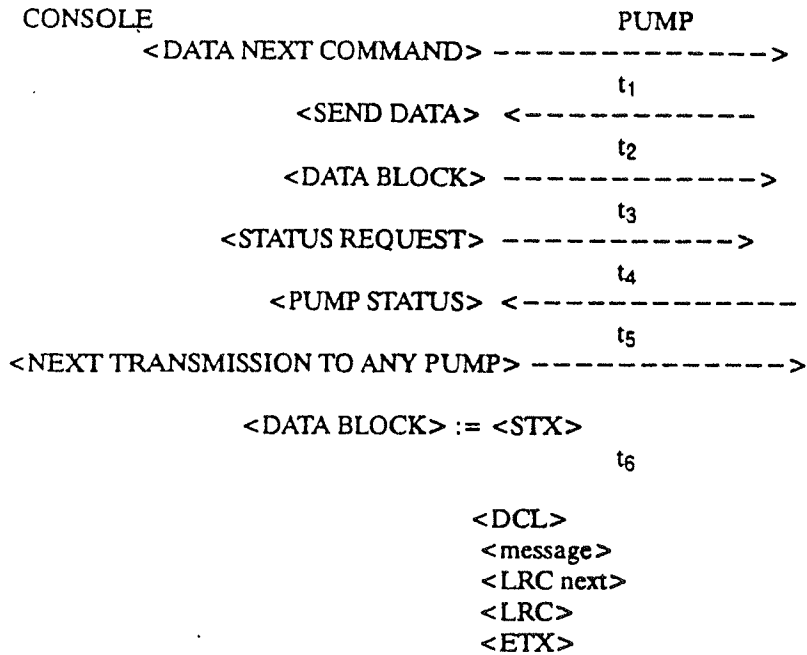 CONSOLE PUMP
<DATA NEXT COMMAND> -------------->
t1
<SEND DATA> <-----------
t2
<DATA BLOCK> ------------->
t3
<STATUS REQUEST> ----------->
t4
<PUMP STATUS> <-------------
t5
<NEXT TRANSMISSION TO ANY PUMP> ------------->
<DATA BLOCK> := <STX>
t6
<DCL>
<message>
<LRC next>
<LRC>
<ETX>